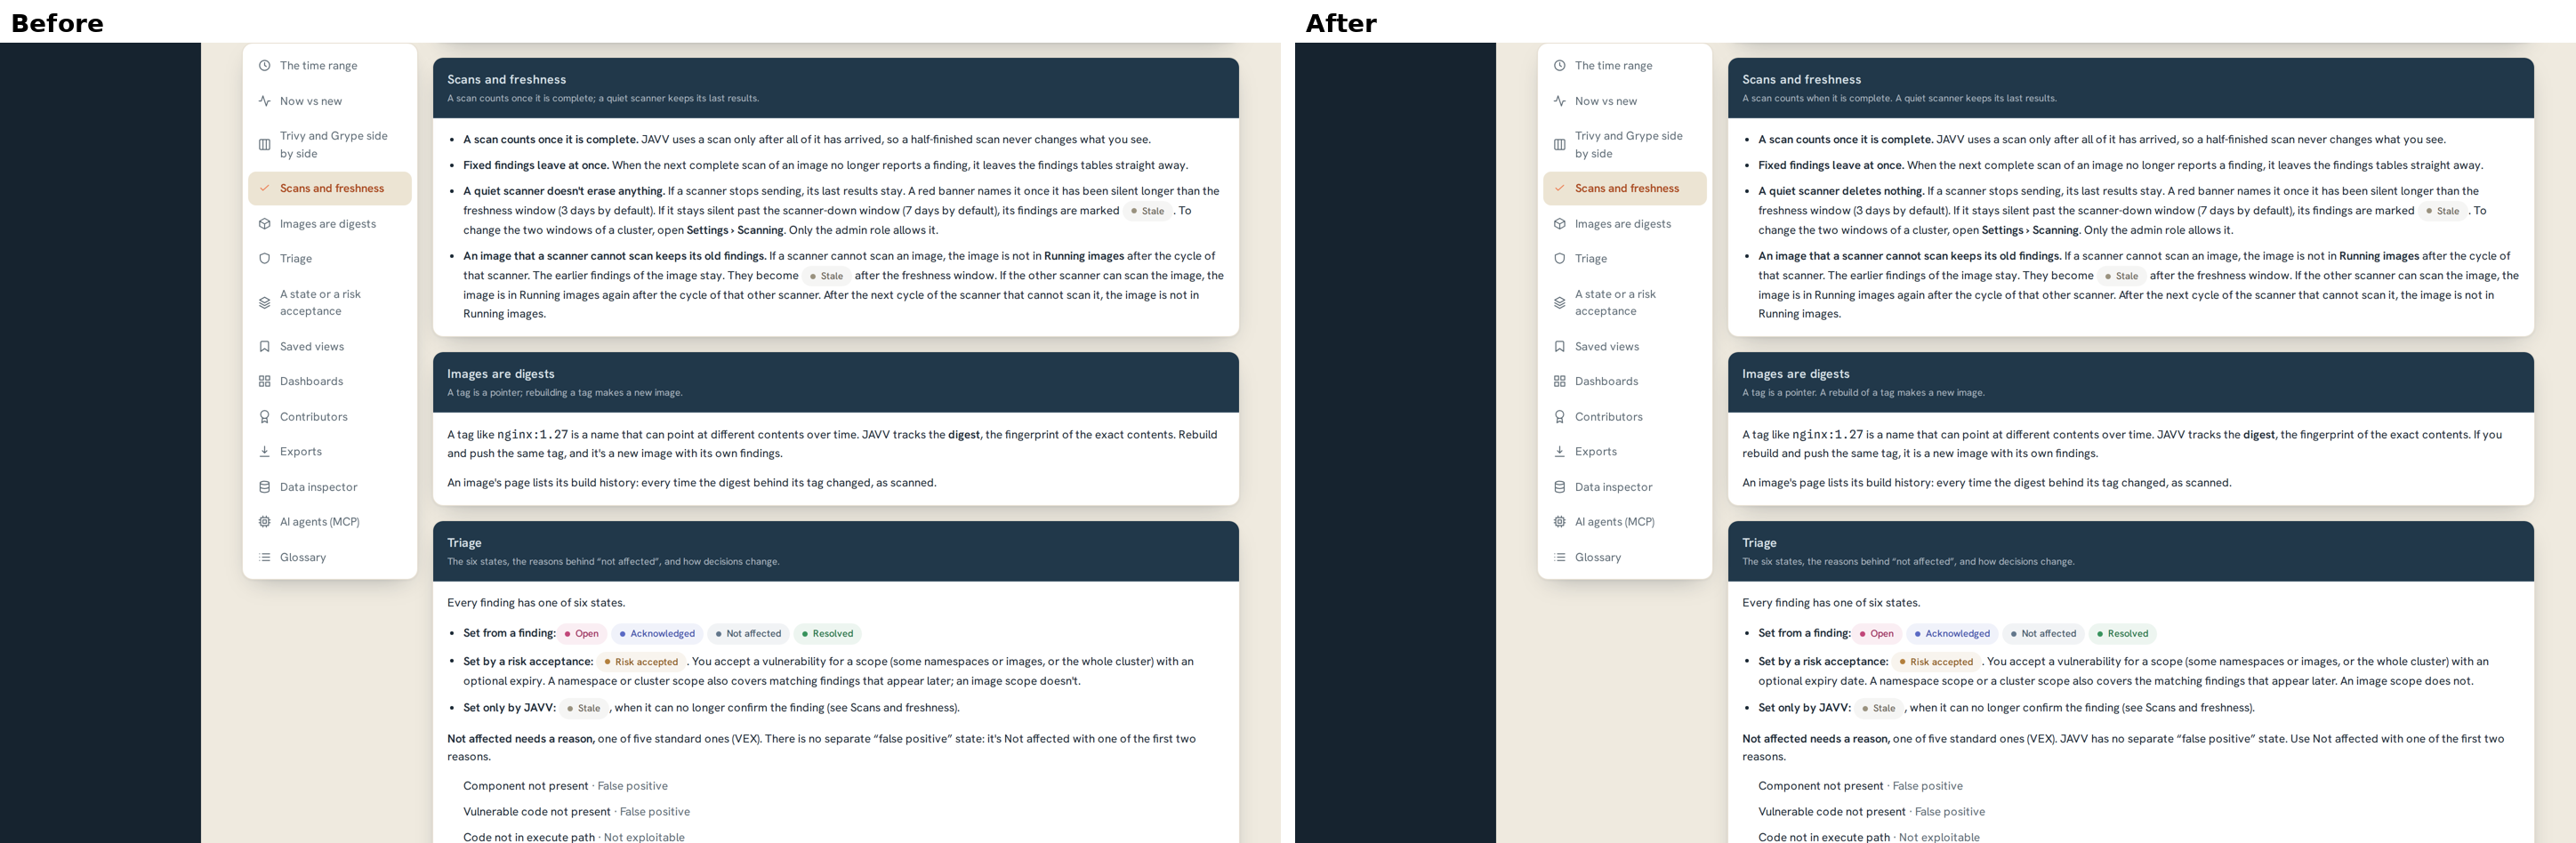 Before
The time range
Now vs new
Trivy and Grype side
by side
Scans and freshness
Images are digests
Triage
A state or a risk
acceptance
Saved views
Dashboards
Contributors
Exports
Data inspector
AI agents (MCP)
Glossary
Scans and freshness
A scan counts once it is complete; a quiet scanner keeps its last results.
• A scan counts once it is complete. JAVV uses a scan only after all of it has arrived, so a half-finished scan never changes what you see.
• Fixed findings leave at once. When the next complete scan of an image no longer reports a finding, it leaves the findings tables straight away.
• A quiet scanner doesn't erase anything. If a scanner stops sending, its last results stay. A red banner names it once it has been silent longer than the
freshness window (3 days by default). If it stays silent past the scanner-down window (7 days by default), its findings are marked Stale. To
change the two windows of a cluster, open Settings › Scanning. Only the admin role allows it.
• An image that a scanner cannot scan keeps its old findings. If a scanner cannot scan an image, the image is not in Running images after the cycle of
that scanner. The earlier findings of the image stay. They become Stale after the freshness window. If the other scanner can scan the image, the
image is in Running images again after the cycle of that other scanner. After the next cycle of the scanner that cannot scan it, the image is not in
Running images.
Images are digests
A tag is a pointer; rebuilding a tag makes a new image.
A tag like nginx:1.27 is a name that can point at different contents over time. JAVV tracks the digest, the fingerprint of the exact contents. Rebuild
and push the same tag, and it's a new image with its own findings.
An image's page lists its build history: every time the digest behind its tag changed, as scanned.
Triage
The six states, the reasons behind “not affected”, and how decisions change.
Every finding has one of six states.
• Set from a finding: Open Acknowledged Not affected Resolved
• Set by a risk acceptance: Risk accepted. You accept a vulnerability for a scope (some namespaces or images, or the whole cluster) with an
optional expiry. A namespace or cluster scope also covers matching findings that appear later; an image scope doesn't.
• Set only by JAVV: Stale, when it can no longer confirm the finding (see Scans and freshness).
Not affected needs a reason, one of five standard ones (VEX). There is no separate “false positive” state: it's Not affected with one of the first two
reasons.
Component not present · False positive
Vulnerable code not present · False positive
Code not in execute path · Not exploitable
After
The time range
Now vs new
Trivy and Grype side
by side
Scans and freshness
Images are digests
Triage
A state or a risk
acceptance
Saved views
Dashboards
Contributors
Exports
Data inspector
AI agents (MCP)
Glossary
Scans and freshness
A scan counts when it is complete. A quiet scanner keeps its last results.
• A scan counts once it is complete. JAVV uses a scan only after all of it has arrived, so a half-finished scan never changes what you see.
• Fixed findings leave at once. When the next complete scan of an image no longer reports a finding, it leaves the findings tables straight away.
• A quiet scanner deletes nothing. If a scanner stops sending, its last results stay. A red banner names it once it has been silent longer than the
freshness window (3 days by default). If it stays silent past the scanner-down window (7 days by default), its findings are marked Stale. To
change the two windows of a cluster, open Settings › Scanning. Only the admin role allows it.
• An image that a scanner cannot scan keeps its old findings. If a scanner cannot scan an image, the image is not in Running images after the cycle of
that scanner. The earlier findings of the image stay. They become Stale after the freshness window. If the other scanner can scan the image, the
image is in Running images again after the cycle of that other scanner. After the next cycle of the scanner that cannot scan it, the image is not in
Running images.
Images are digests
A tag is a pointer. A rebuild of a tag makes a new image.
A tag like nginx:1.27 is a name that can point at different contents over time. JAVV tracks the digest, the fingerprint of the exact contents. If you
rebuild and push the same tag, it is a new image with its own findings.
An image's page lists its build history: every time the digest behind its tag changed, as scanned.
Triage
The six states, the reasons behind “not affected”, and how decisions change.
Every finding has one of six states.
• Set from a finding: Open Acknowledged Not affected Resolved
• Set by a risk acceptance: Risk accepted. You accept a vulnerability for a scope (some namespaces or images, or the whole cluster) with an
optional expiry date. A namespace scope or a cluster scope also covers the matching findings that appear later. An image scope does not.
• Set only by JAVV: Stale, when it can no longer confirm the finding (see Scans and freshness).
Not affected needs a reason, one of five standard ones (VEX). JAVV has no separate “false positive” state. Use Not affected with one of the first two
reasons.
Component not present · False positive
Vulnerable code not present · False positive
Code not in execute path · Not exploitable